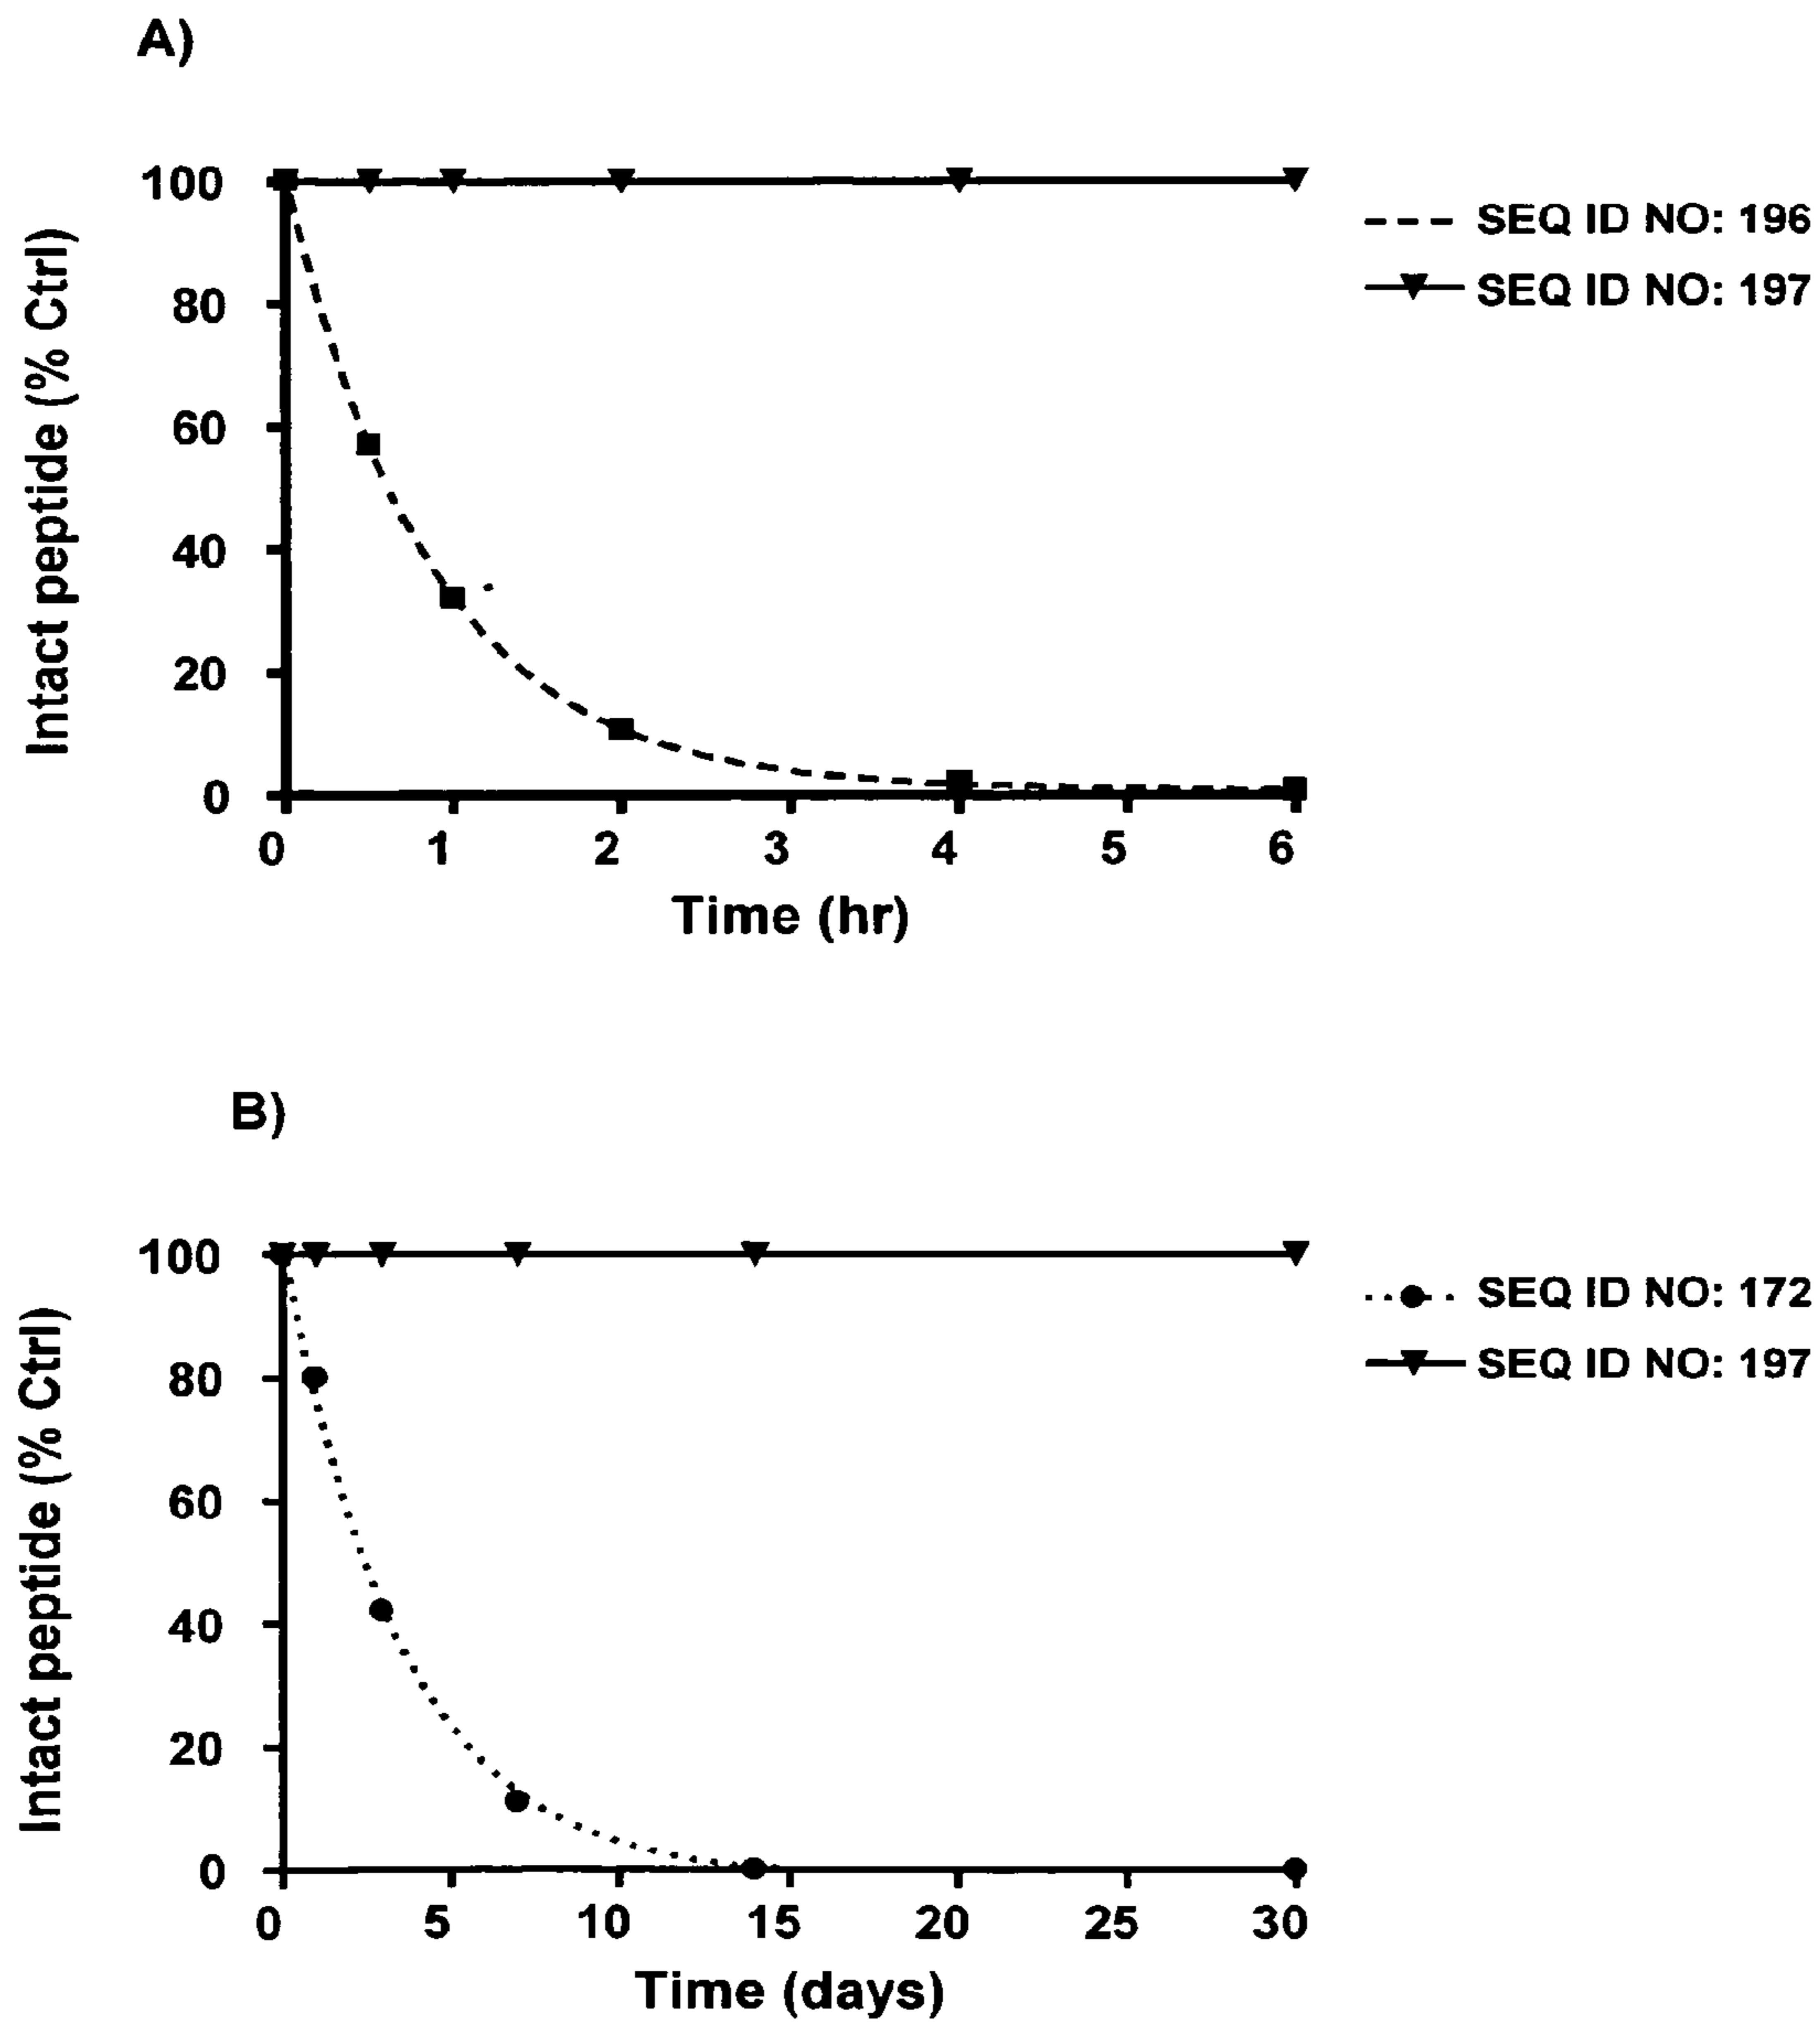 A)
Intact peptide (% Ctrl)
100
80
60
40
20
0
0 1 2 3 4 5 6
Time (hr)
SEQ ID NO: 196
SEQ ID NO: 197
B)
Intact peptide (% Ctrl)
100
80
60
40
20
0
0 5 10 15 20 25 30
Time (days)
SEQ ID NO: 172
SEQ ID NO: 197